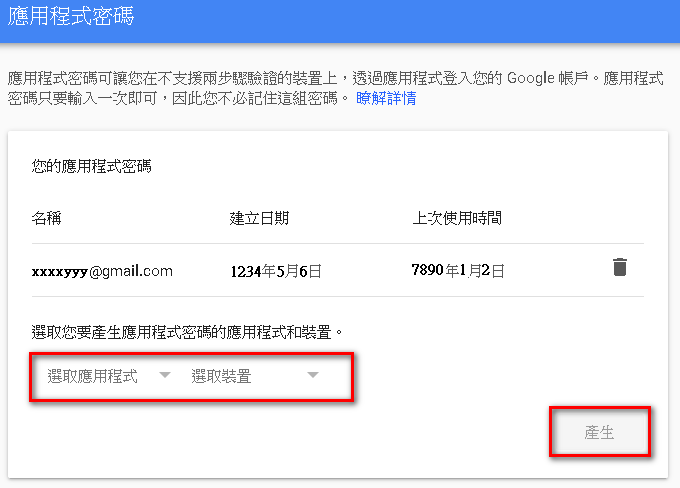 應用程式密碼
應用程式密碼可讓您在不支援兩步驟驗證的裝置上，透過應用程式登入您的 Google 帳戶。應用程式
密碼只要輸入一次即可，因此您不必記住這組密碼。 瞭解詳情
您的應用程式密碼
名稱 建立日期 上次使用時間
xxxxyyy@gmail.com 1234年5月6日 7890年1月2日
選取您要產生應用程式密碼的應用程式和裝置。
選取應用程式 選取裝置
產生